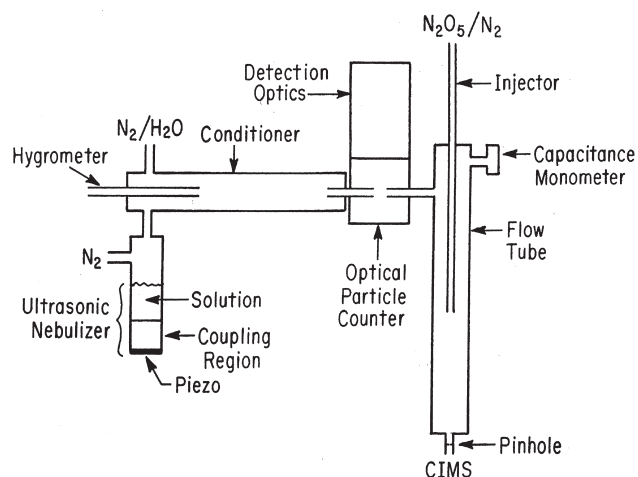 N₂O₅/N₂
Injector
Detection
Optics
N₂/H₂O
Conditioner
Hygrometer
Capacitance
Monometer
Flow
Tube
N₂
Optical
Particle
Counter
Ultrasonic
Nebulizer
Solution
Coupling
Region
Piezo
Pinhole
CIMS